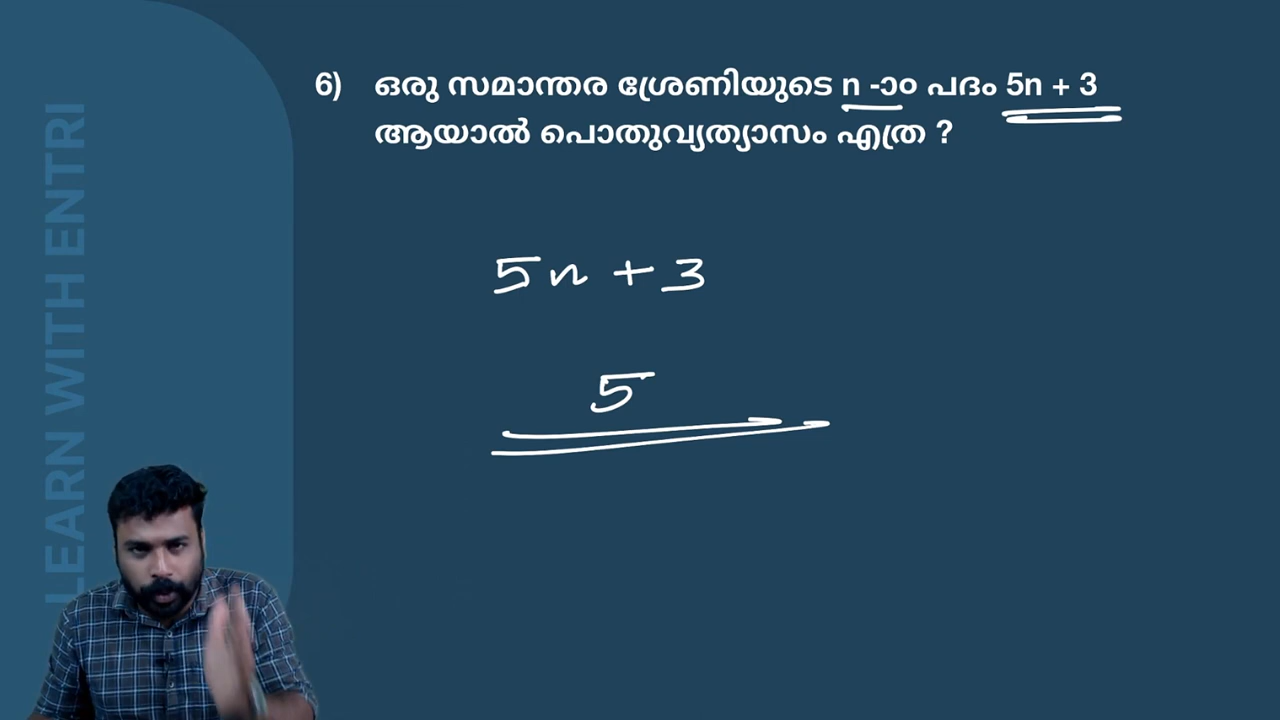 LEARN WITH ENTRI
6) ഒരു സമാന്തര ശ്രേണിയുടെ n -ാം പദം 5n + 3
ആയാൽ പൊതുവ്യത്യാസം എത്ര ?
5n + 3
5